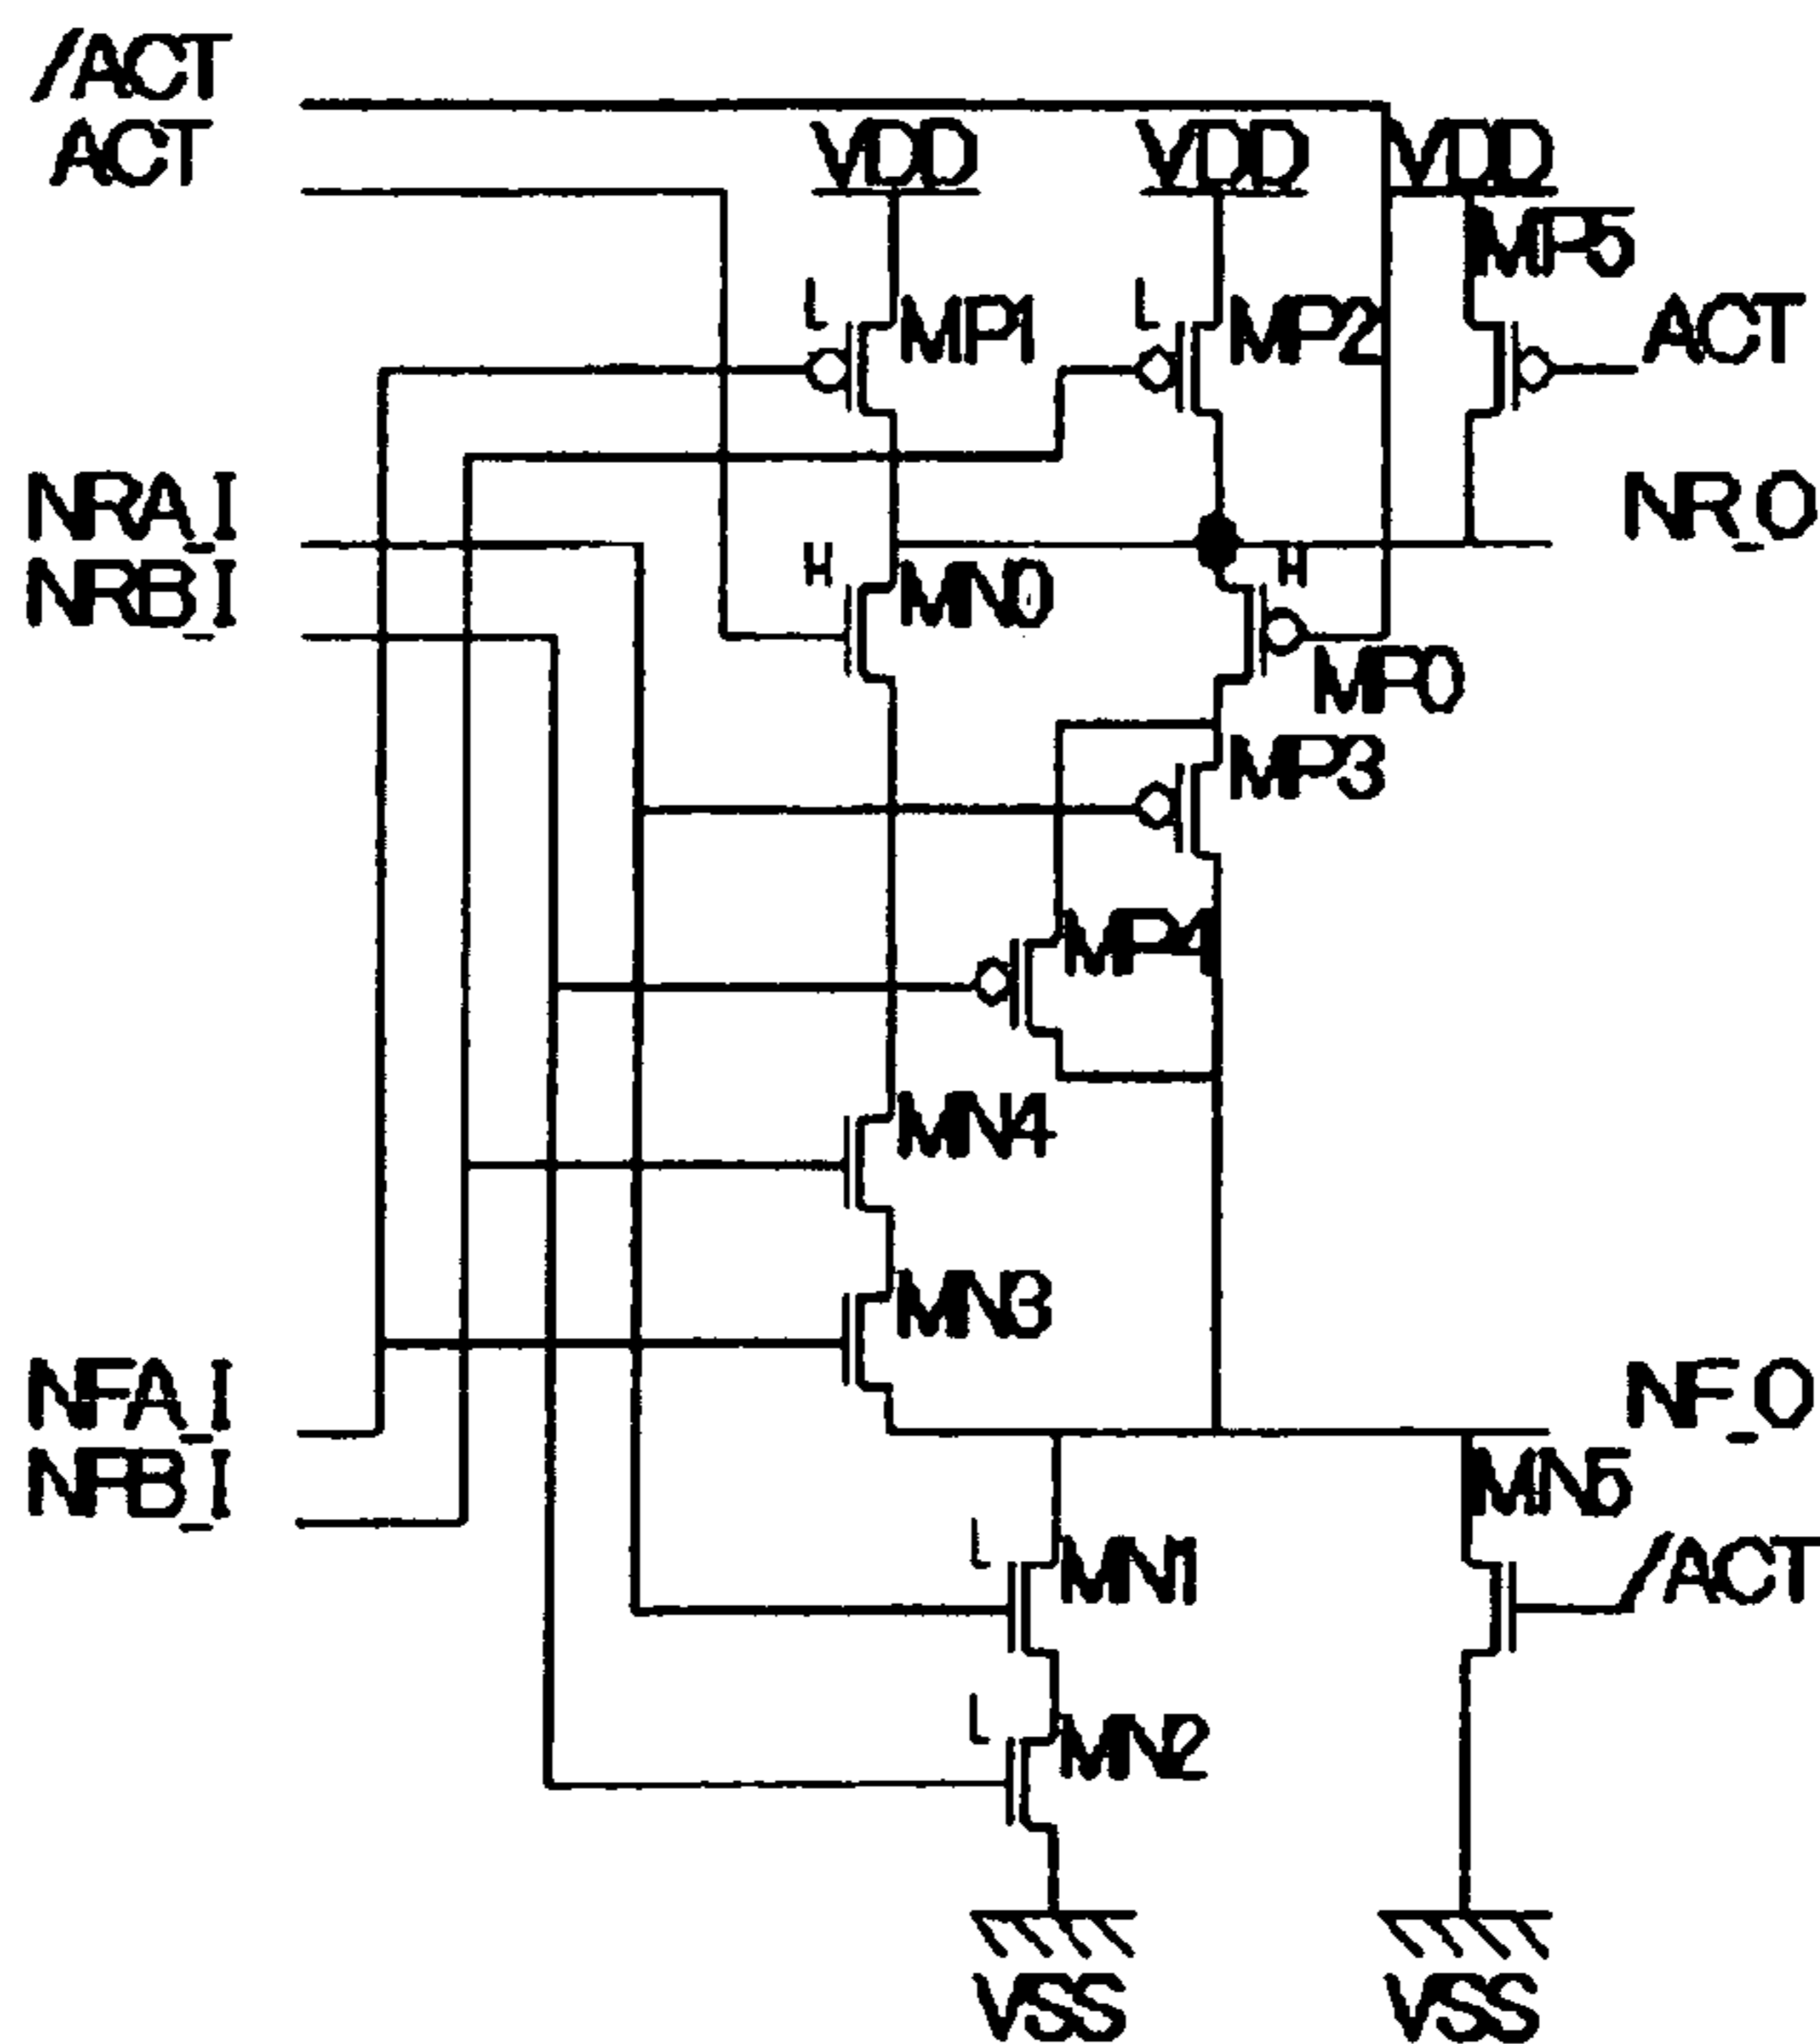 /ACT
ACT
VDD VDD VDD
MP5
L MP1 L MP2 ACT
NRA_I NR_O
H H
NRB_I MN0
MP0
MP3
MP4
MN4
MN3
NFA_I NF_O
NFB_I MN5
L MN1 /ACT
L MN2
VSS VSS